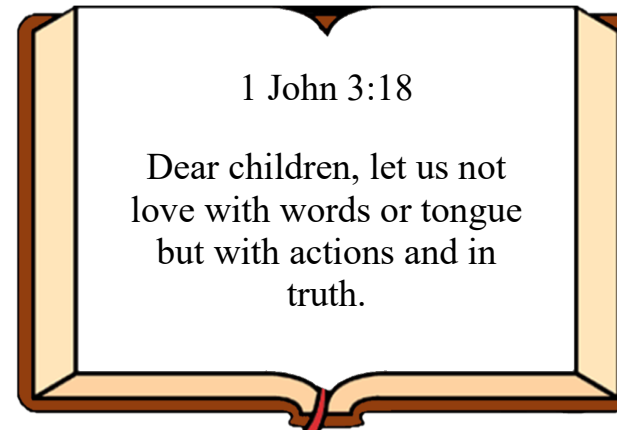 1 John 3:18
Dear children, let us not
love with words or tongue
but with actions and in
truth.